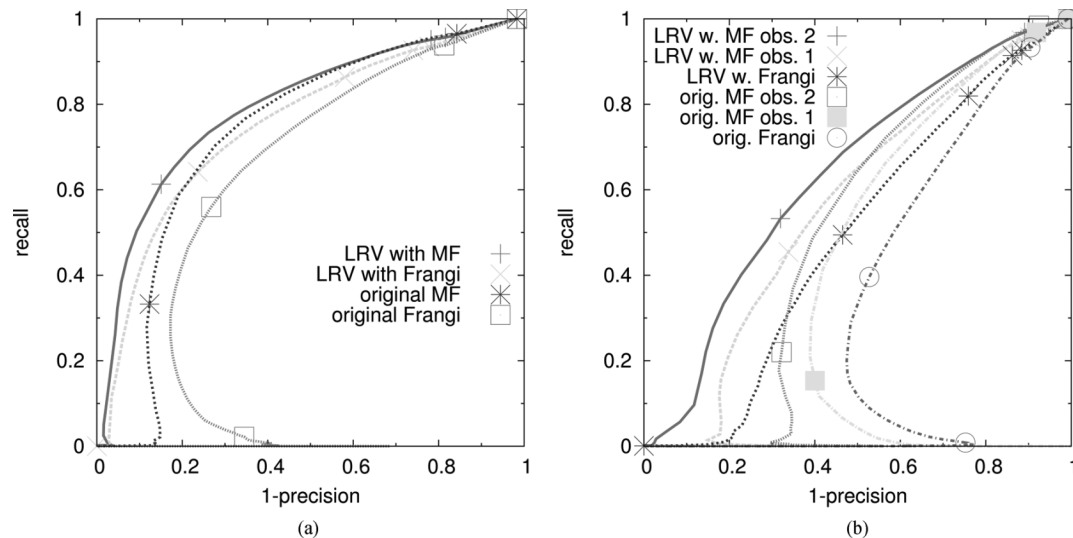 1
0.8
0.6
0.4
0.2
0
recall
LRV with MF
LRV with Frangi
original MF
original Frangi
0 0.2 0.4 0.6 0.8 1
1-precision
(a)
1
0.8
0.6
0.4
0.2
0
recall
LRV w. MF obs. 2
LRV w. MF obs. 1
LRV w. Frangi
orig. MF obs. 2
orig. MF obs. 1
orig. Frangi
0 0.2 0.4 0.6 0.8 1
1-precision
(b)